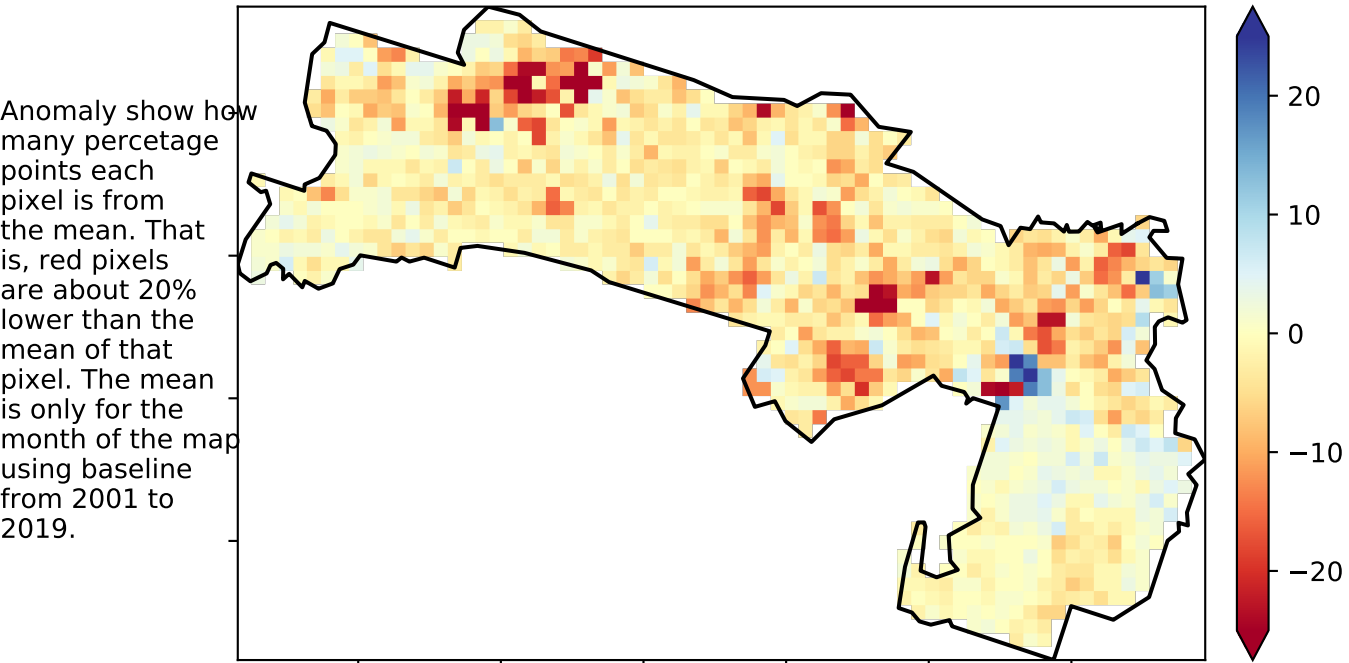 Anomaly show how
many percetage
points each
pixel is from
the mean. That
is, red pixels
are about 20%
lower than the
mean of that
pixel. The mean
is only for the
month of the map
using baseline
from 2001 to
2019.
20
10
0
−10
−20